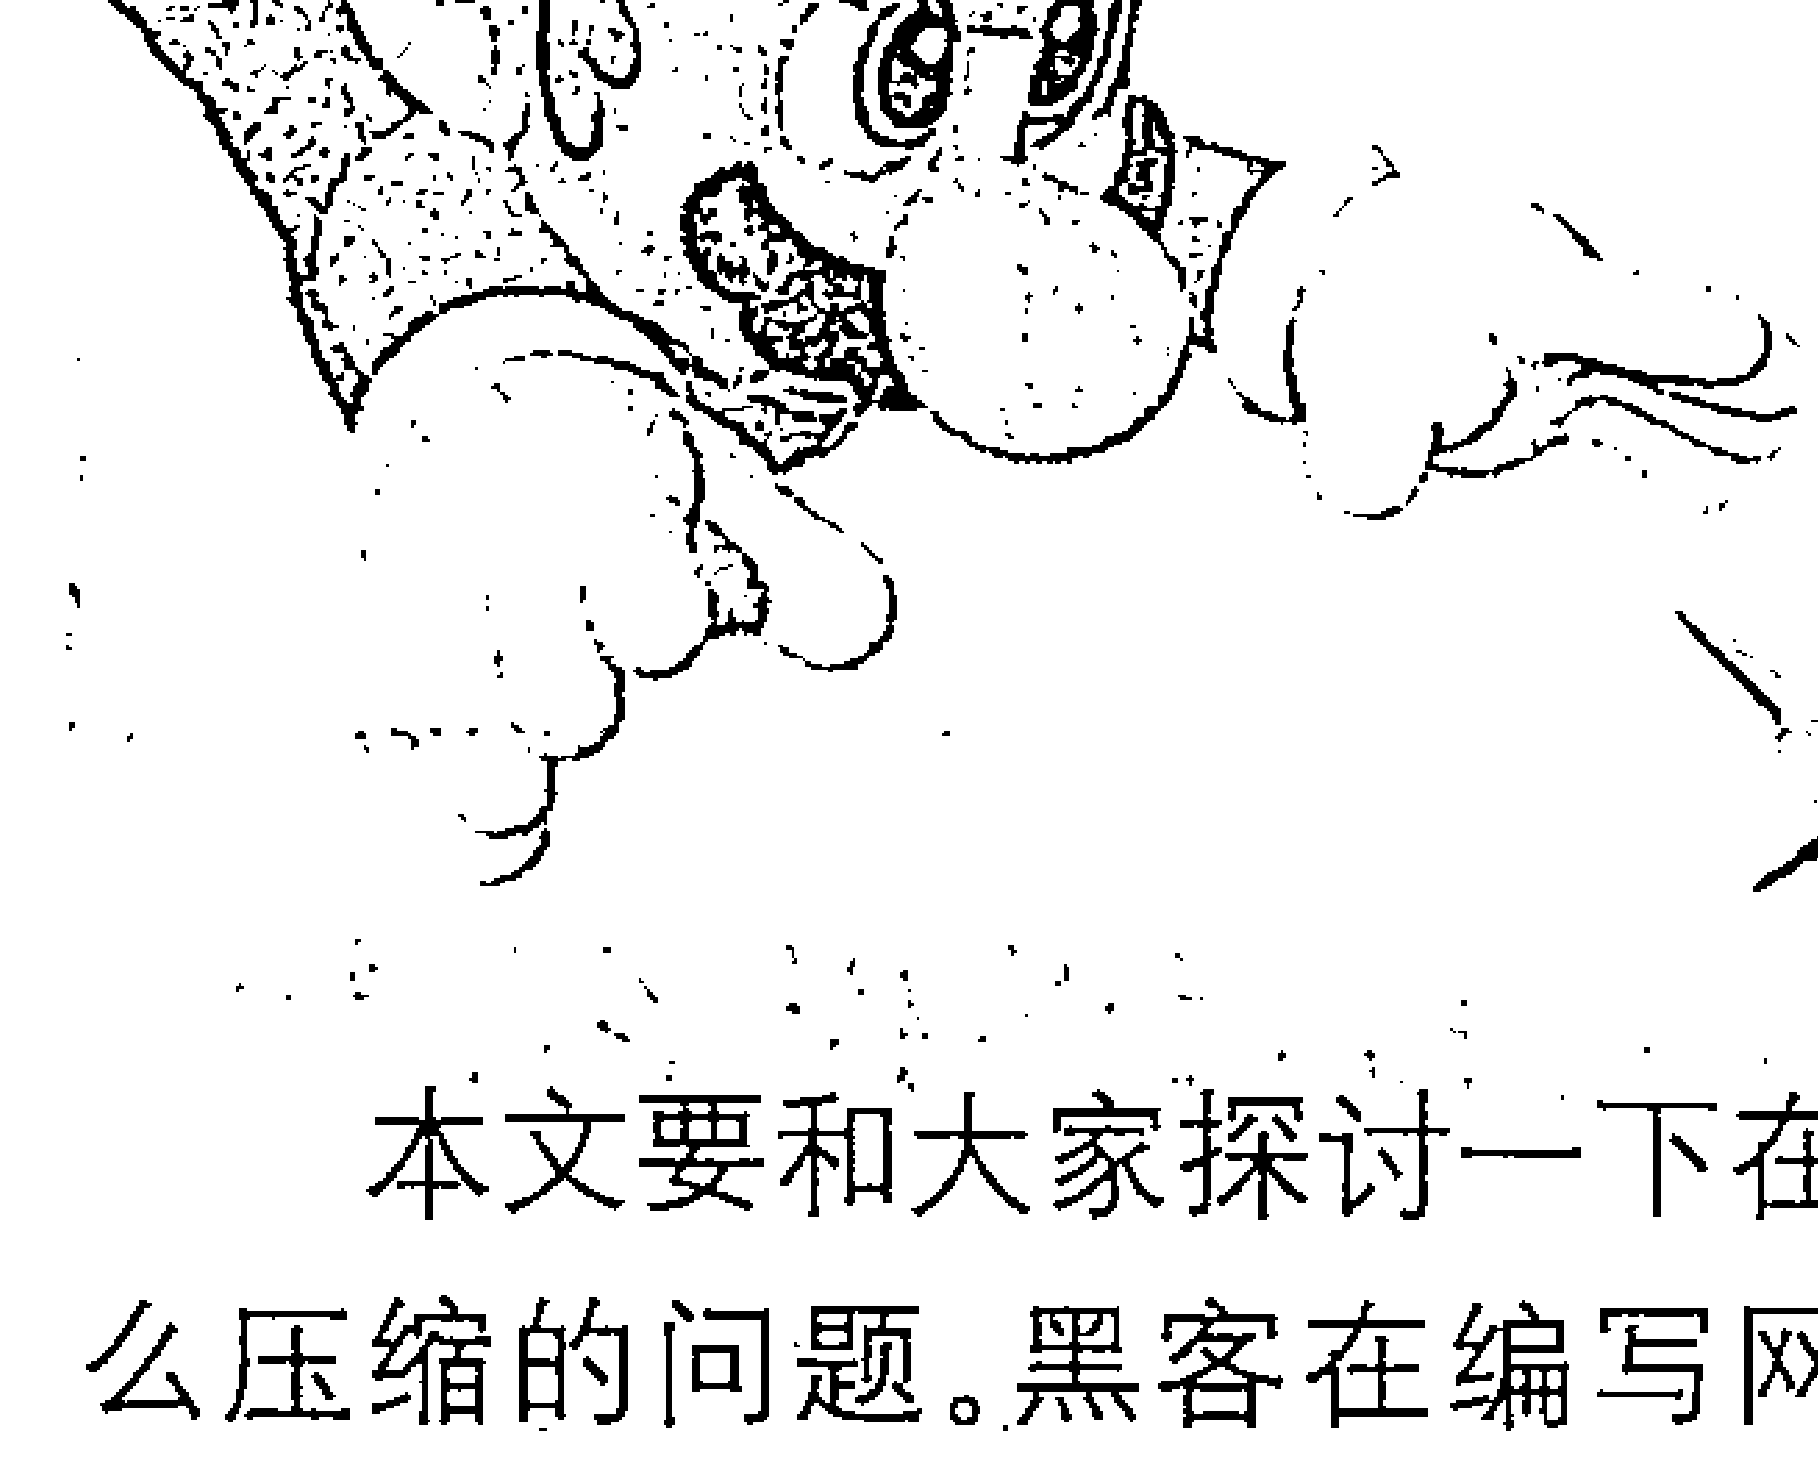 本文要和大家探讨一下在
么压缩的问题。黑客在编写网